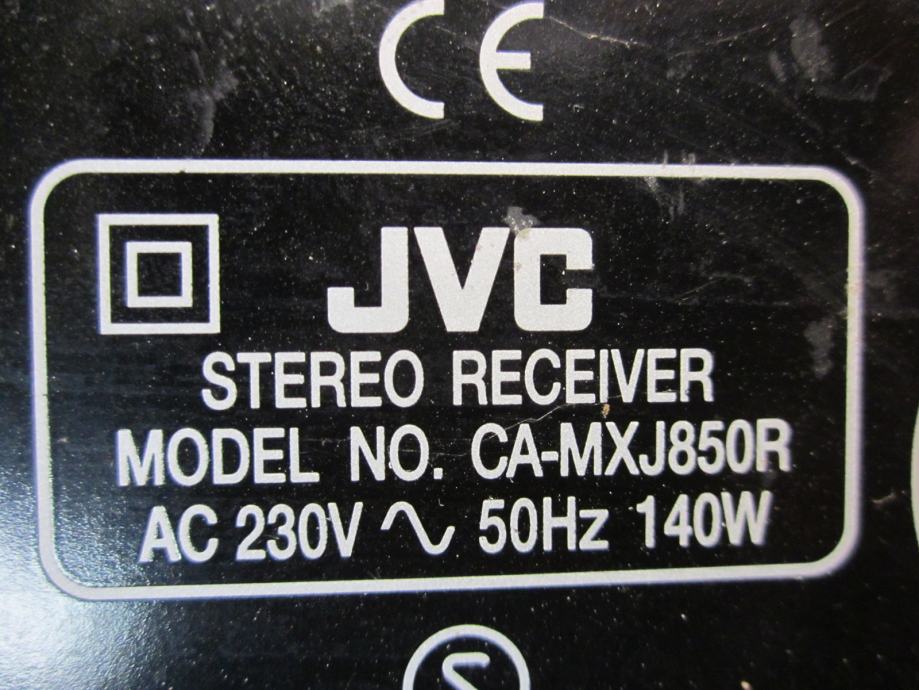 CE
JVC
STEREO RECEIVER
MODEL NO. CA-MXJ850R
AC 230V ∿ 50Hz 140W